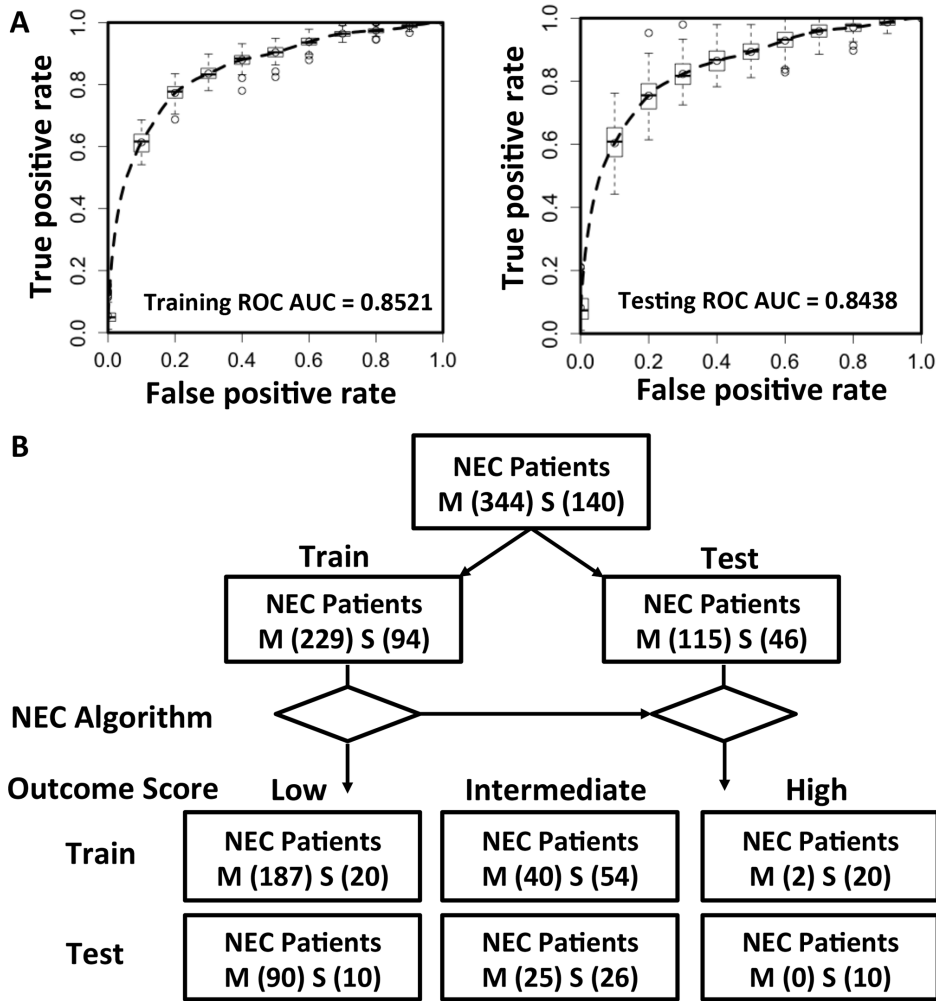 A
True positive rate
0.0 0.2 0.4 0.6 0.8 1.0
Training ROC AUC = 0.8521
0.0 0.2 0.4 0.6 0.8 1.0
False positive rate
True positive rate
0.0 0.2 0.4 0.6 0.8 1.0
Testing ROC AUC = 0.8438
0.0 0.2 0.4 0.6 0.8 1.0
False positive rate
B
NEC Patients
M (344) S (140)
Train
Test
NEC Patients
M (229) S (94)
NEC Patients
M (115) S (46)
NEC Algorithm
Outcome Score
Low
Intermediate
High
Train
NEC Patients
M (187) S (20)
NEC Patients
M (40) S (54)
NEC Patients
M (2) S (20)
Test
NEC Patients
M (90) S (10)
NEC Patients
M (25) S (26)
NEC Patients
M (0) S (10)